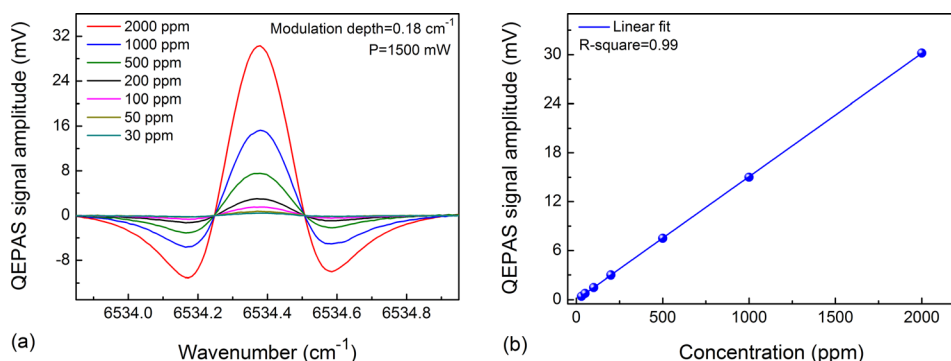 2000 ppm
1000 ppm
500 ppm
200 ppm
100 ppm
50 ppm
30 ppm
Modulation depth=0.18 cm⁻¹
P=1500 mW
QEPAS signal amplitude (mV)
32
24
16
8
0
-8
6534.0
6534.2
6534.4
6534.6
6534.8
Wavenumber (cm⁻¹)
(a)
Linear fit
R-square=0.99
QEPAS signal amplitude (mV)
30
24
18
12
6
0
0
500
1000
1500
2000
Concentration (ppm)
(b)